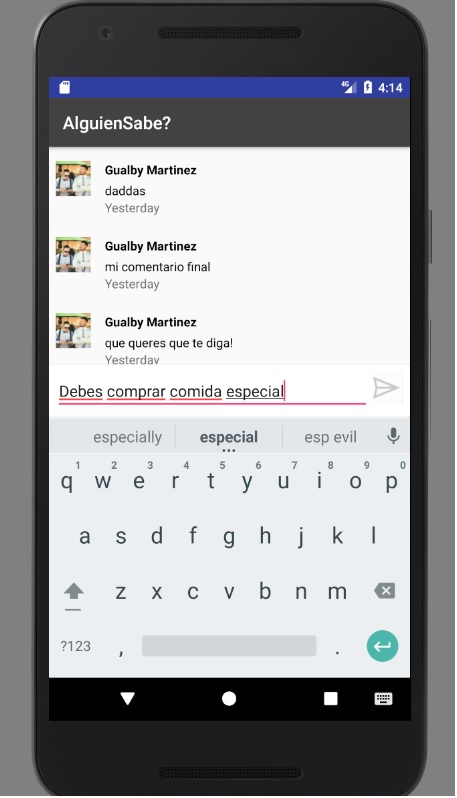 4G 4:14
AlguienSabe?
Gualby Martinez
daddas
Yesterday
Gualby Martinez
mi comentario final
Yesterday
Gualby Martinez
que queres que te diga!
Yesterday
Debes comprar comida especial
especially especial esp evil
1 2 3 4 5 6 7 8 9 0
q w e r t y u i o p
a s d f g h j k l
z x c v b n m
?123 , .